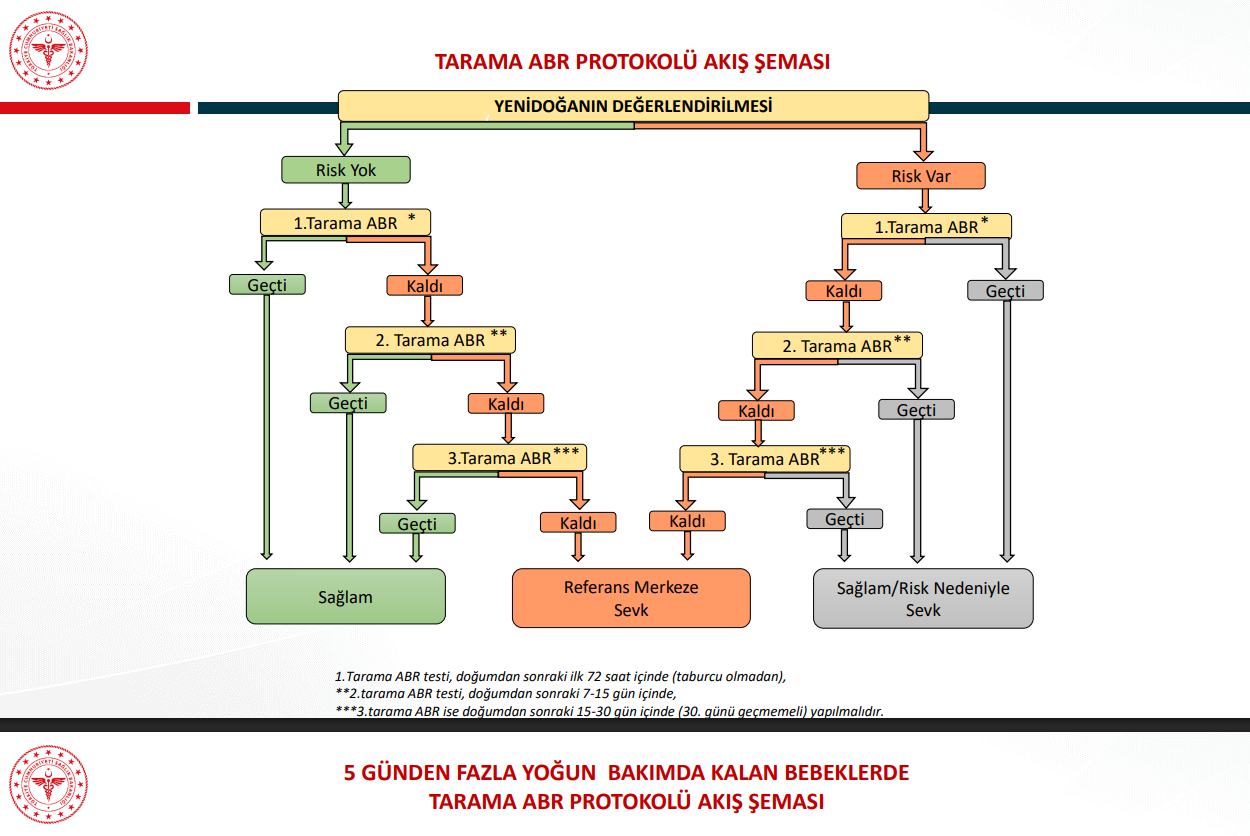 TARAMA ABR PROTOKOLÜ AKIŞ ŞEMASI
YENİDOĞANIN DEĞERLENDİRİLMESİ
Risk Yok
Risk Var
1.Tarama ABR *
1.Tarama ABR *
Geçti
Kaldı
Kaldı
Geçti
2. Tarama ABR **
2. Tarama ABR **
Geçti
Kaldı
Kaldı
Geçti
3.Tarama ABR ***
3. Tarama ABR ***
Geçti
Kaldı
Kaldı
Geçti
Sağlam
Referans Merkeze
Sevk
Sağlam/Risk Nedeniyle
Sevk
1.Tarama ABR testi, doğumdan sonraki ilk 72 saat içinde (taburcu olmadan),
**2.tarama ABR testi, doğumdan sonraki 7-15 gün içinde,
***3.tarama ABR ise doğumdan sonraki 15-30 gün içinde (30. günü geçmemeli) yapılmalıdır.
5 GÜNDEN FAZLA YOĞUN BAKIMDA KALAN BEBEKLERDE
TARAMA ABR PROTOKOLÜ AKIŞ ŞEMASI